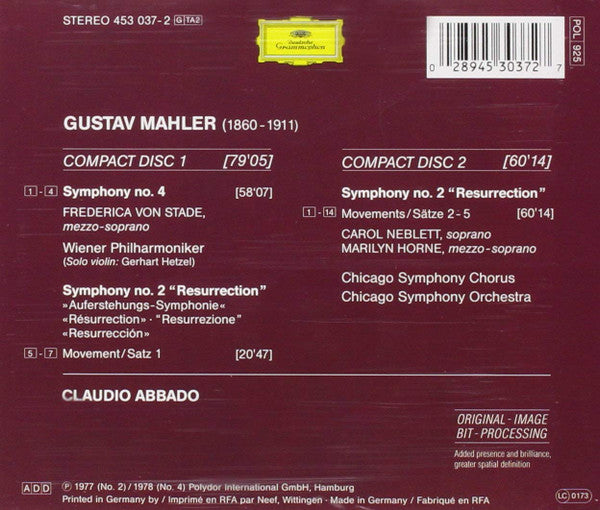 STEREO 453 037-2 G TA2
Deutsche
Grammophon
POL 925
0 28945 30372 7
GUSTAV MAHLER (1860-1911)
COMPACT DISC 1 [79'05]
1 - 4 Symphony no. 4 [58'07]
FREDERICA VON STADE,
mezzo-soprano
Wiener Philharmoniker
(Solo violin: Gerhart Hetzel)
Symphony no. 2 “Resurrection”
»Auferstehungs-Symphonie«
«Résurrection» · “Resurrezione”
«Resurrección»
5 - 7 Movement/Satz 1 [20'47]
COMPACT DISC 2 [60'14]
Symphony no. 2 “Resurrection”
1 - 14 Movements/Sätze 2-5 [60'14]
CAROL NEBLETT, soprano
MARILYN HORNE, mezzo-soprano
Chicago Symphony Chorus
Chicago Symphony Orchestra
CLAUDIO ABBADO
ORIGINAL-IMAGE
BIT-PROCESSING
Added presence and brilliance,
greater spatial definition
ADD ℗ 1977 (No. 2) / 1978 (No. 4) Polydor International GmbH, Hamburg
Printed in Germany by / Imprimé en RFA par Neef, Wittingen · Made in Germany / Fabriqué en RFA
LC 0173